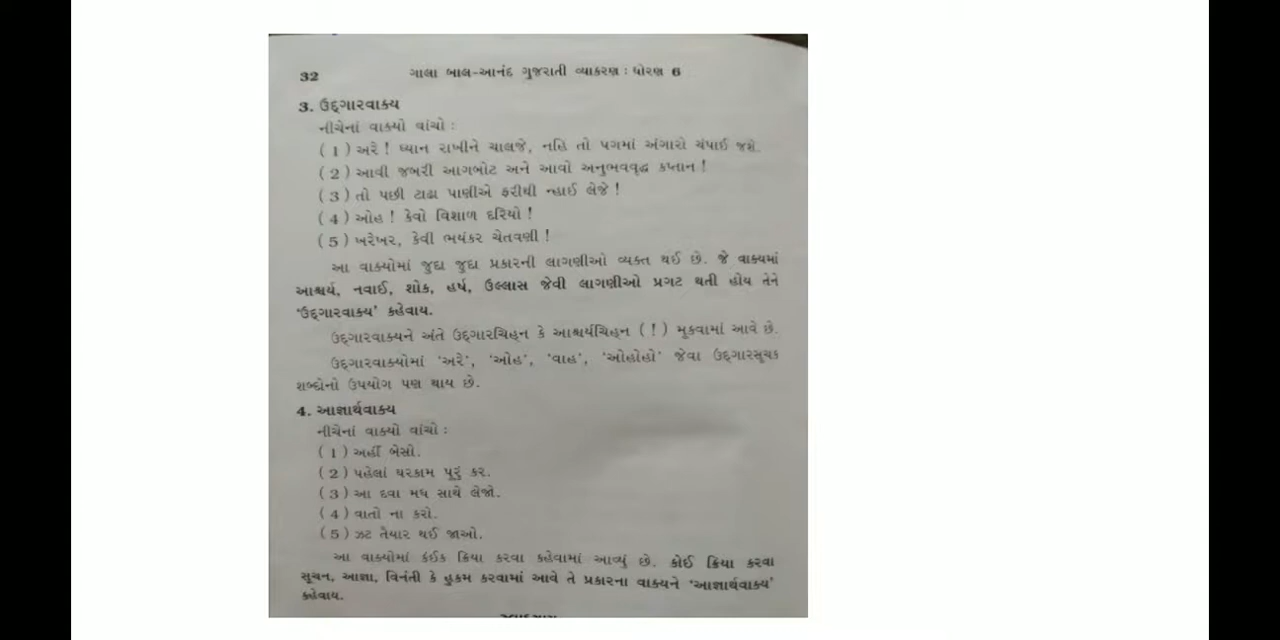 32 ગાલા બાલ-આનંદ ગુજરાતી વ્યાકરણ : ધોરણ 6
3. ઉદ્ગારવાક્ય
નીચેનાં વાક્યો વાંચો :
(1) અરે ! ધ્યાન રાખીને ચાલજે, નહિ તો પગમાં અંગારો ચંપાઈ જશે.
(2) આવી જબરી આગબોટ અને આવો અનુભવવૃદ્ધ કપ્તાન !
(3) તો પછી ટાઢા પાણીએ ફરીથી ન્હાઈ લેજે !
(4) ઓહ ! કેવો વિશાળ દરિયો !
(5) ખરેખર, કેવી ભયંકર ચેતવણી !
આ વાક્યોમાં જુદા જુદા પ્રકારની લાગણીઓ વ્યક્ત થઈ છે. જે વાક્યમાં
આશ્ચર્ય, નવાઈ, શોક, હર્ષ, ઉલ્લાસ જેવી લાગણીઓ પ્રગટ થતી હોય તેને
'ઉદ્ગારવાક્ય' કહેવાય.
ઉદ્ગારવાક્યને અંતે ઉદ્ગારચિહ્ન કે આશ્ચર્યચિહ્ન (!) મૂકવામાં આવે છે.
ઉદ્ગારવાક્યોમાં 'અરે', 'ઓહ', 'વાહ', 'ઓહોહો' જેવા ઉદ્ગારસૂચક
શબ્દોનો ઉપયોગ પણ થાય છે.
4. આજ્ઞાર્થવાક્ય
નીચેનાં વાક્યો વાંચો :
(1) અહીં બેસો.
(2) પહેલાં ઘરકામ પૂરું કર.
(3) આ દવા મધ સાથે લેજો.
(4) વાતો ના કરો.
(5) ઝટ તૈયાર થઈ જાઓ.
આ વાક્યોમાં કંઈક ક્રિયા કરવા કહેવામાં આવ્યું છે. કોઈ ક્રિયા કરવા
સૂચન, આજ્ઞા, વિનંતી કે હુકમ કરવામાં આવે તે પ્રકારના વાક્યને 'આજ્ઞાર્થવાક્ય'
કહેવાય.